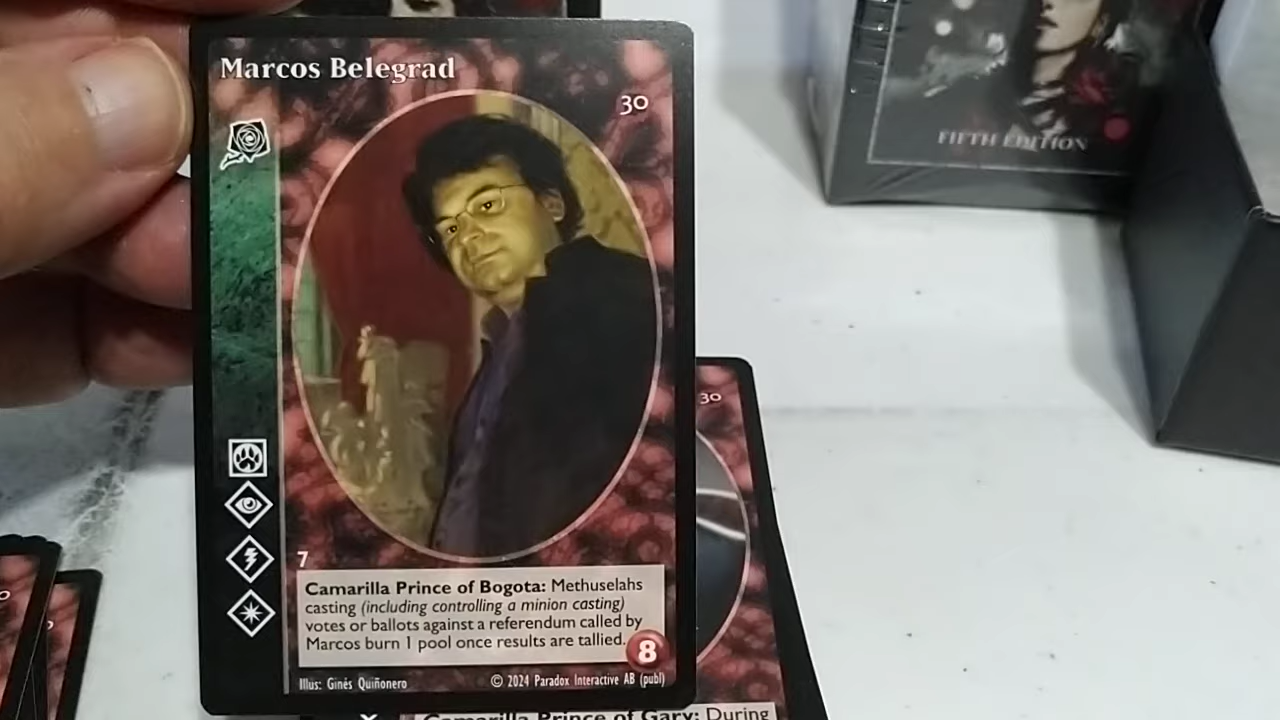 Marcos Belegrad
30
FIFTH EDITION
30
7
Camarilla Prince of Bogota: Methuselahs
casting (including controlling a minion casting)
votes or ballots against a referendum called by
Marcos burn 1 pool once results are tallied.
8
Illus: Ginés Quiñonero
© 2024 Paradox Interactive AB (publ)
Camarilla Prince of Gary: During